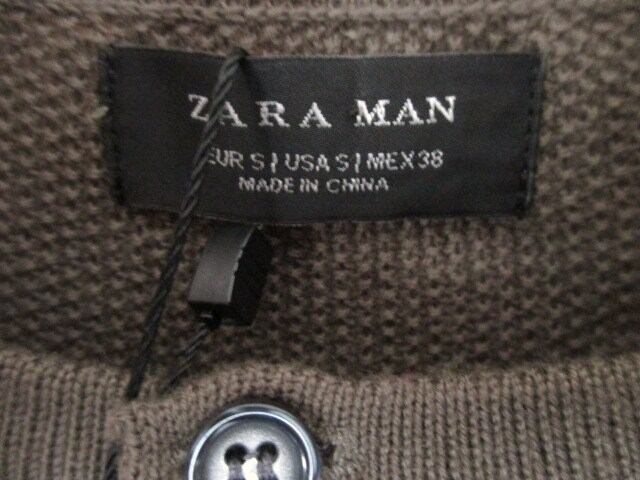 ZARA MAN
EUR S | USA S | MEX 38
MADE IN CHINA